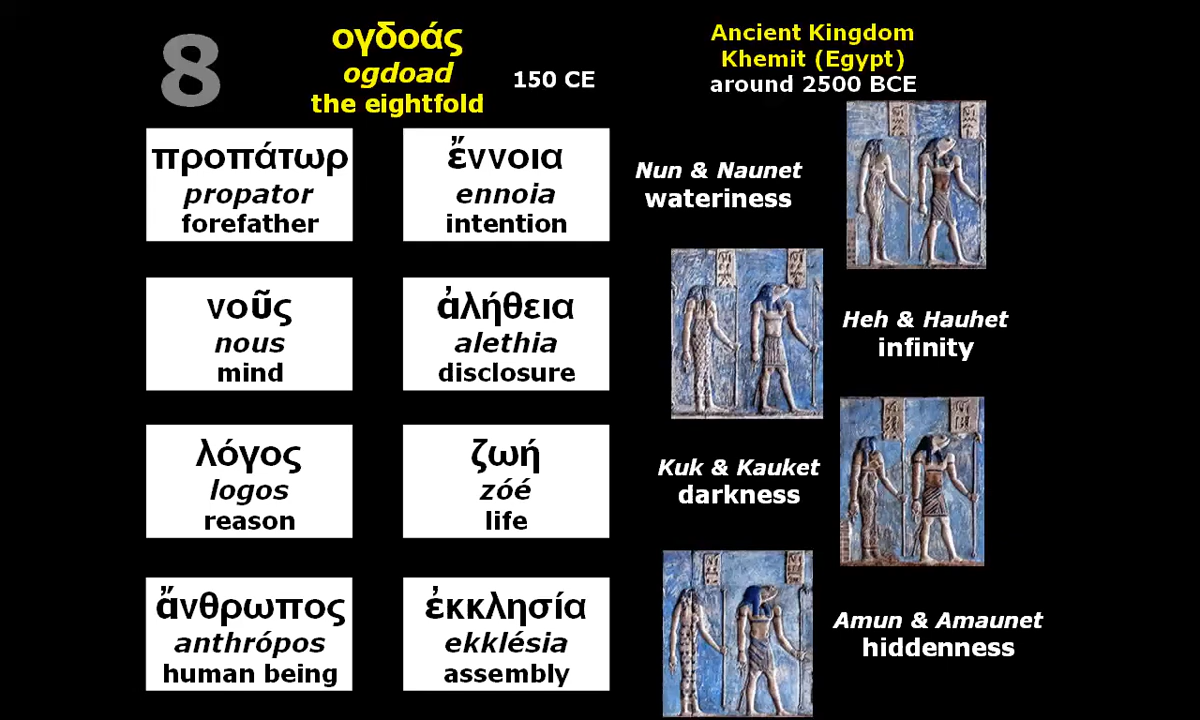 8
ογδοάς
ogdoad
the eightfold
150 CE
Ancient Kingdom
Khemit (Egypt)
around 2500 BCE
προπάτωρ
propator
forefather
ἔννοια
ennoia
intention
Nun & Naunet
wateriness
νοῦς
nous
mind
ἀλήθεια
alethia
disclosure
Heh & Hauhet
infinity
λόγος
logos
reason
ζωή
zóé
life
Kuk & Kauket
darkness
ἄνθρωπος
anthrópos
human being
ἐκκλησία
ekklésia
assembly
Amun & Amaunet
hiddenness